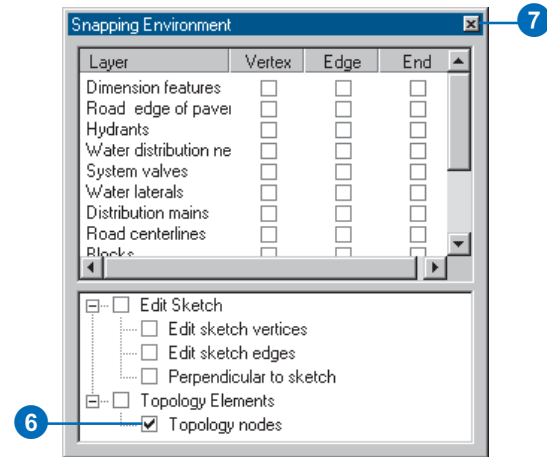 Snapping Environment
7
Layer Vertex Edge End
Dimension features
Road edge of paver
Hydrants
Water distribution ne
System valves
Water laterals
Distribution mains
Road centerlines
Blocks
Edit Sketch
Edit sketch vertices
Edit sketch edges
Perpendicular to sketch
Topology Elements
6 Topology nodes